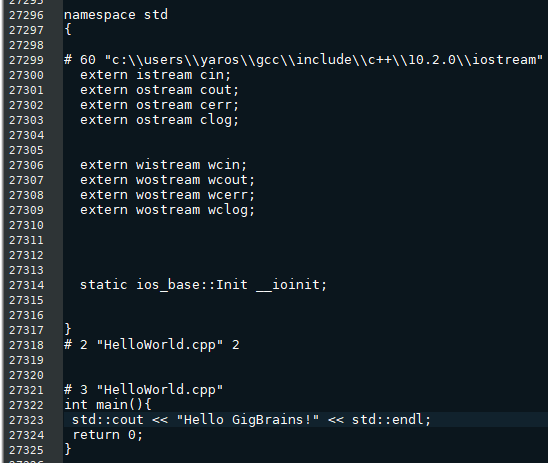 27295
27296 namespace std
27297 {
27298
27299 # 60 "c:\\users\\yaros\\gcc\\include\\c++\\10.2.0\\iostream"
27300   extern istream cin;
27301   extern ostream cout;
27302   extern ostream cerr;
27303   extern ostream clog;
27304
27305
27306   extern wistream wcin;
27307   extern wostream wcout;
27308   extern wostream wcerr;
27309   extern wostream wclog;
27310
27311
27312
27313
27314   static ios_base::Init __ioinit;
27315
27316
27317 }
27318 # 2 "HelloWorld.cpp" 2
27319
27320
27321 # 3 "HelloWorld.cpp"
27322 int main(){
27323  std::cout << "Hello GigBrains!" << std::endl;
27324  return 0;
27325 }
27326